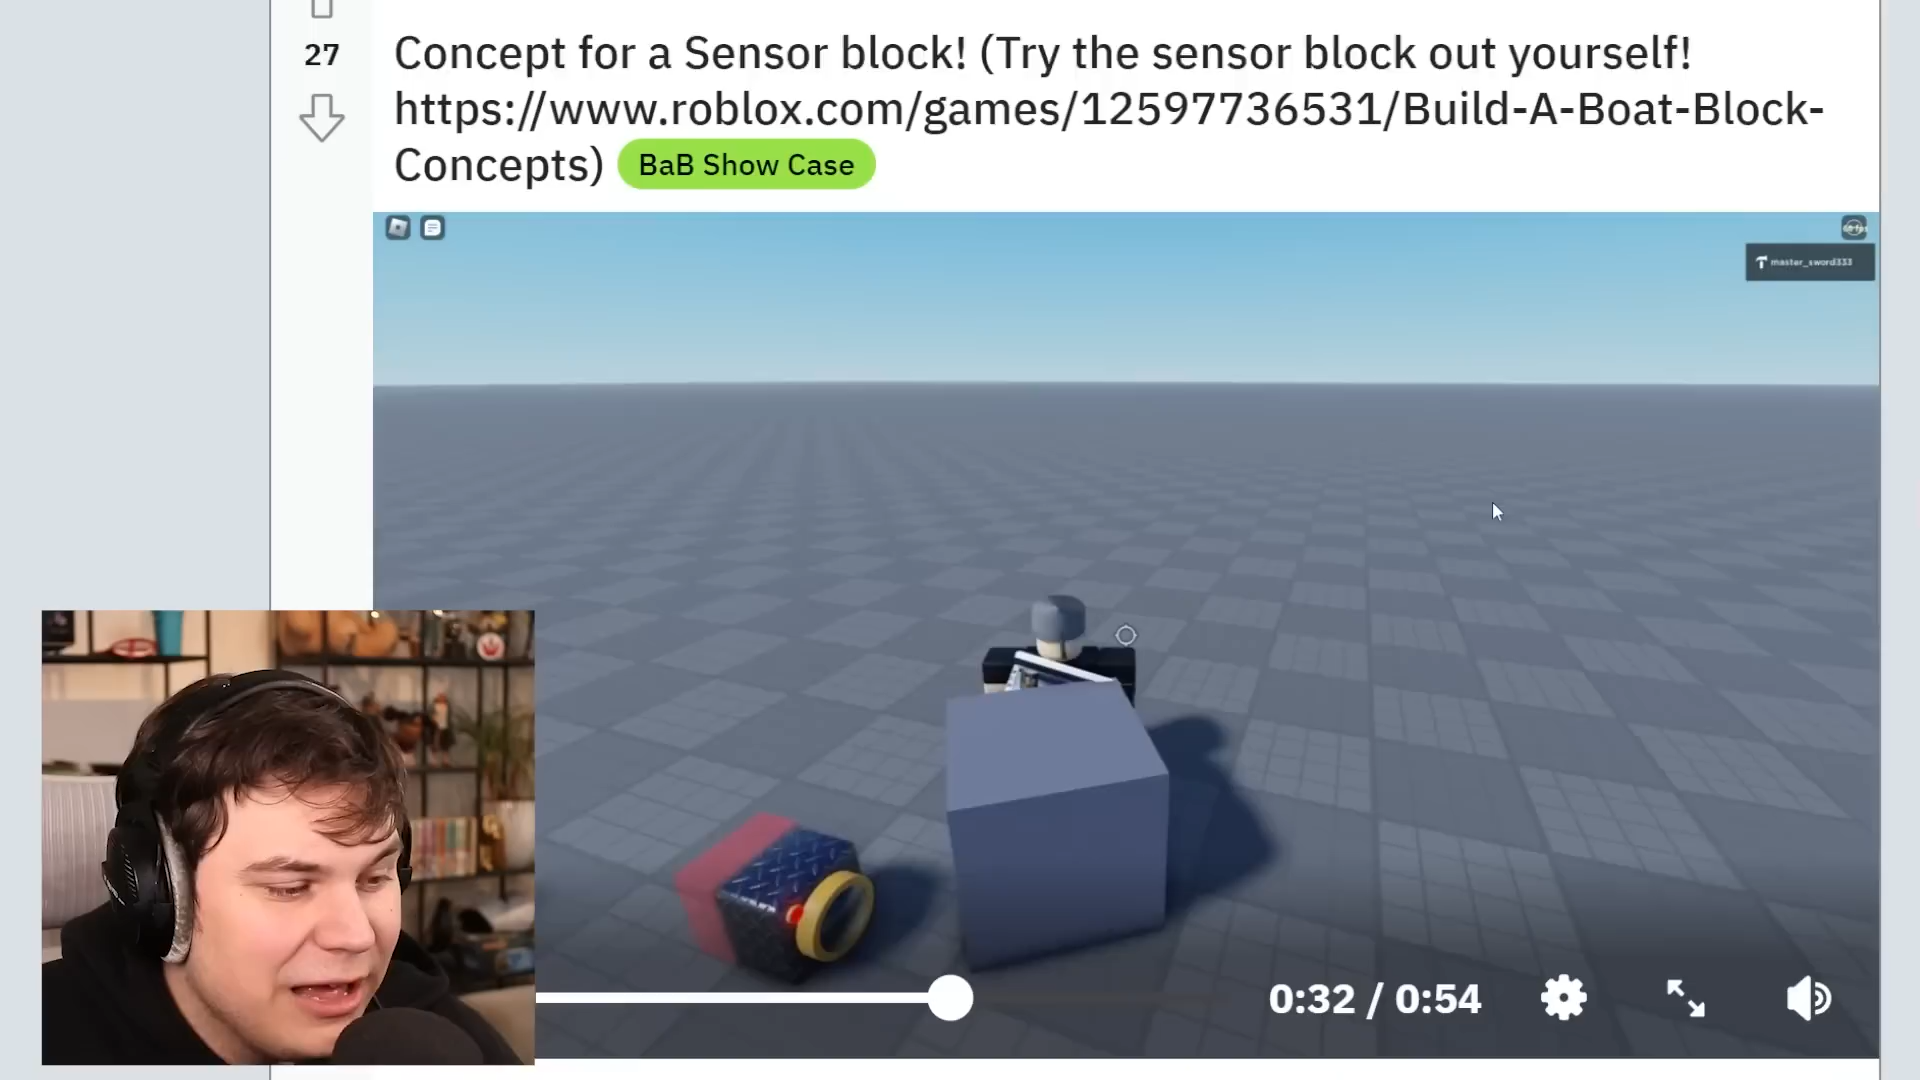 27
Concept for a Sensor block! (Try the sensor block out yourself!
https://www.roblox.com/games/12597736531/Build-A-Boat-Block-
Concepts) BaB Show Case
master_sword333
0:32 / 0:54